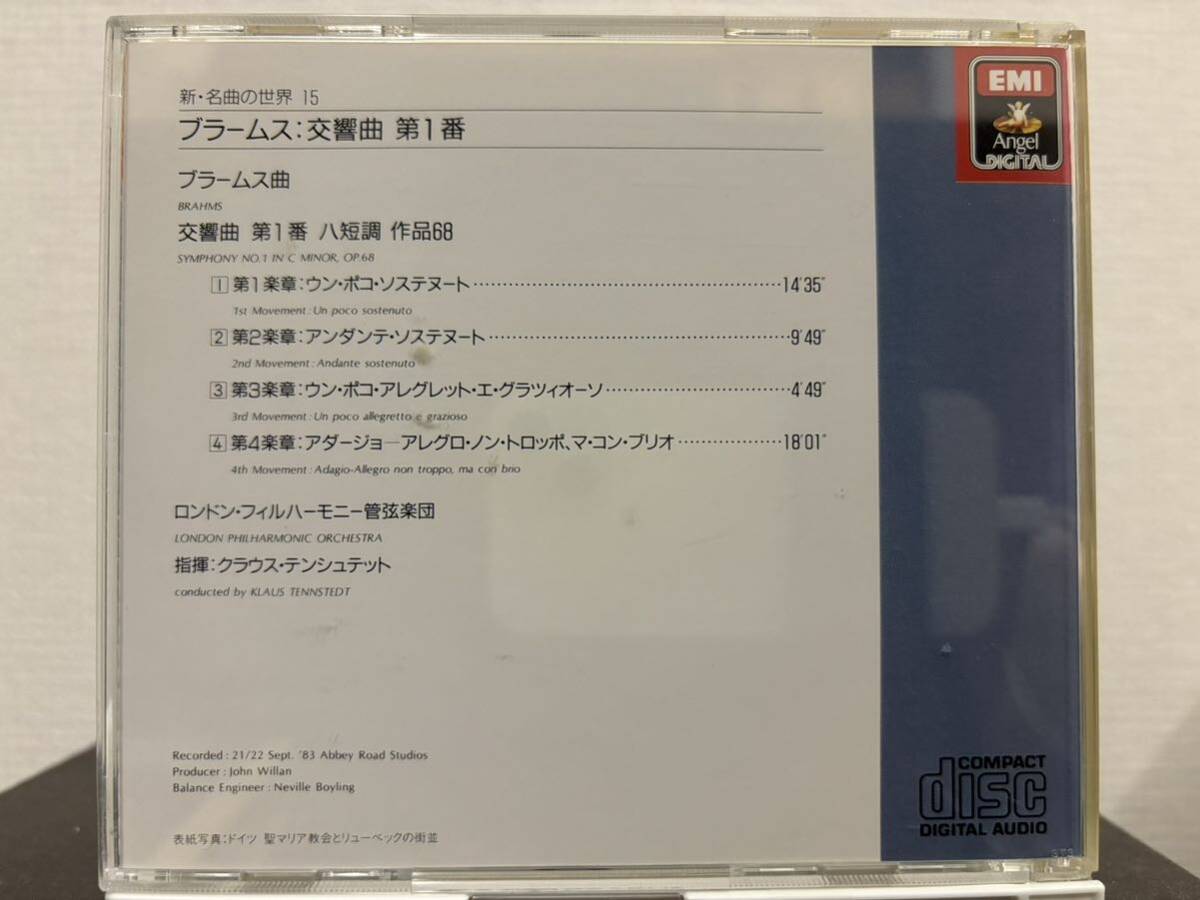 新・名曲の世界 15
ブラームス：交響曲 第1番
ブラームス曲
BRAHMS
交響曲 第1番 ハ短調 作品68
SYMPHONY NO.1 IN C MINOR, OP.68
1 第1楽章：ウン・ポコ・ソステヌート 14'35"
1st Movement : Un poco sostenuto
2 第2楽章：アンダンテ・ソステヌート 9'49"
2nd Movement : Andante sostenuto
3 第3楽章：ウン・ポコ・アレグレット・エ・グラツィオーソ 4'49"
3rd Movement : Un poco allegretto e grazioso
4 第4楽章：アダージョ―アレグロ・ノン・トロッポ、マ・コン・ブリオ 18'01"
4th Movement : Adagio-Allegro non troppo, ma con brio
ロンドン・フィルハーモニー管弦楽団
LONDON PHILHARMONIC ORCHESTRA
指揮：クラウス・テンシュテット
conducted by KLAUS TENNSTEDT
Recorded : 21/22 Sept. '83 Abbey Road Studios
Producer : John Willan
Balance Engineer : Neville Boyling
表紙写真：ドイツ 聖マリア教会とリューベックの街並
EMI
Angel
DIGITAL
COMPACT
disc
DIGITAL AUDIO